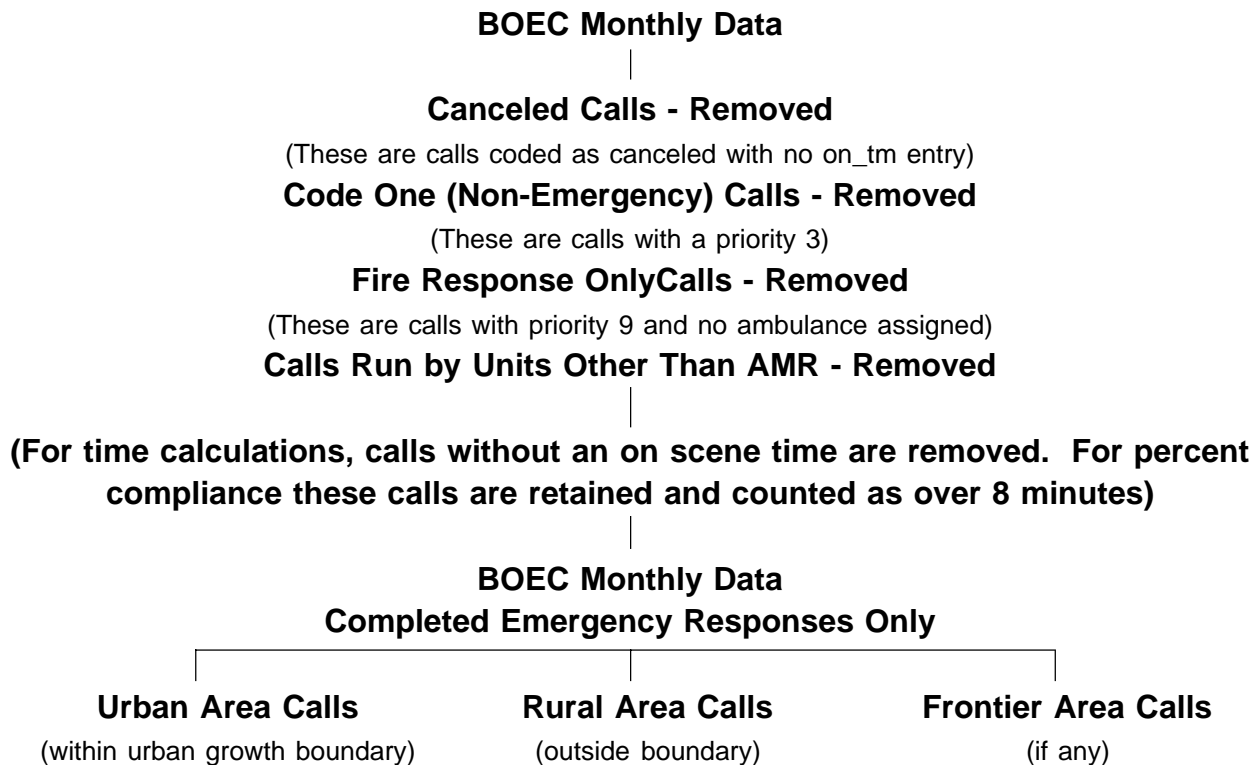 BOEC Monthly Data
Canceled Calls - Removed
(These are calls coded as canceled with no on_tm entry)
Code One (Non-Emergency) Calls - Removed
(These are calls with a priority 3)
Fire Response OnlyCalls - Removed
(These are calls with priority 9 and no ambulance assigned)
Calls Run by Units Other Than AMR - Removed
(For time calculations, calls without an on scene time are removed. For percent
compliance these calls are retained and counted as over 8 minutes)
BOEC Monthly Data
Completed Emergency Responses Only
Urban Area Calls
(within urban growth boundary)
Rural Area Calls
(outside boundary)
Frontier Area Calls
(if any)